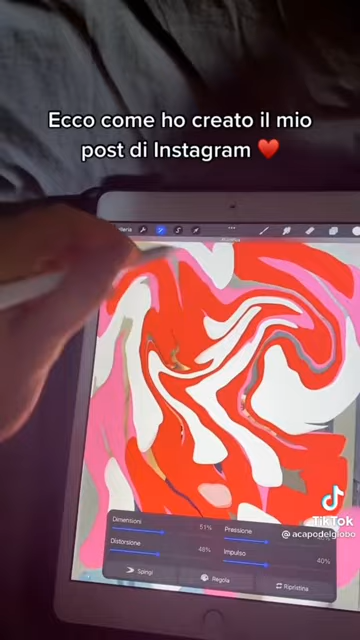 Ecco come ho creato il mio
post di Instagram ❤️
Dimensioni 51% Pressione
Distorsione 48% Impulso 40%
Spingi Regola Ripristina
TikTok
@ acapodelglobo